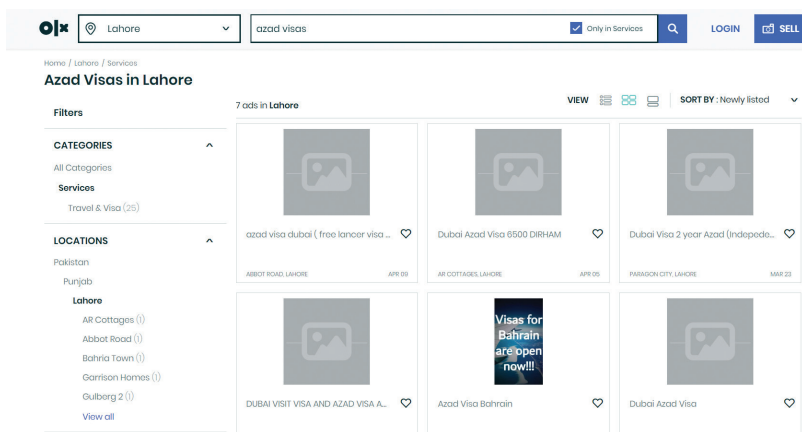 olx
Lahore
azad visas
Only in Services
LOGIN
SELL
Home / Lahore / Services
Azad Visas in Lahore
Filters
7 ads in Lahore
VIEW
SORT BY : Newly listed
CATEGORIES
All Categories
Services
Travel & Visa (25)
LOCATIONS
Pakistan
Punjab
Lahore
AR Cottages (1)
Abbot Road (1)
Bahria Town (1)
Garrison Homes (1)
Gulberg 2 (1)
View all
azad visa dubai ( free lancer visa ...
ABBOT ROAD, LAHORE
APR 09
Dubai Azad Visa 6500 DIRHAM
AR COTTAGES, LAHORE
APR 05
Dubai Visa 2 year Azad (Indepede...
PARAGON CITY, LAHORE
MAR 23
DUBAI VISIT VISA AND AZAD VISA A...
Visas for
Bahrain
are open
now!!!
Azad Visa Bahrain
Dubai Azad Visa